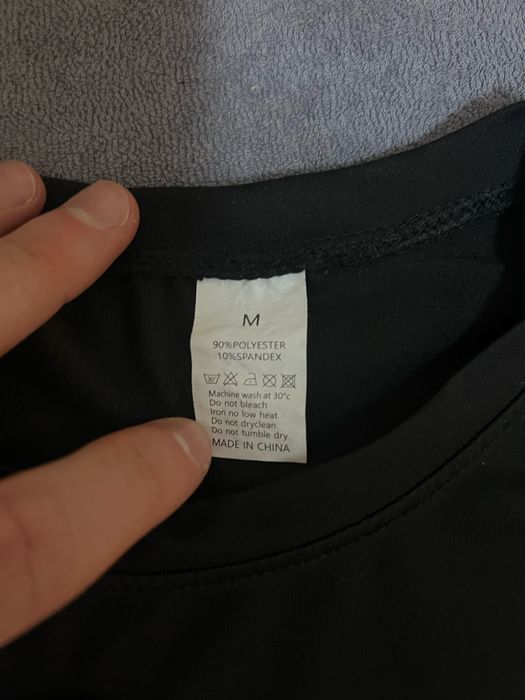 M
90%POLYESTER
10%SPANDEX
Machine wash at 30°c
Do not bleach
Iron no low heat
Do not dryclean
Do not tumble dry
MADE IN CHINA